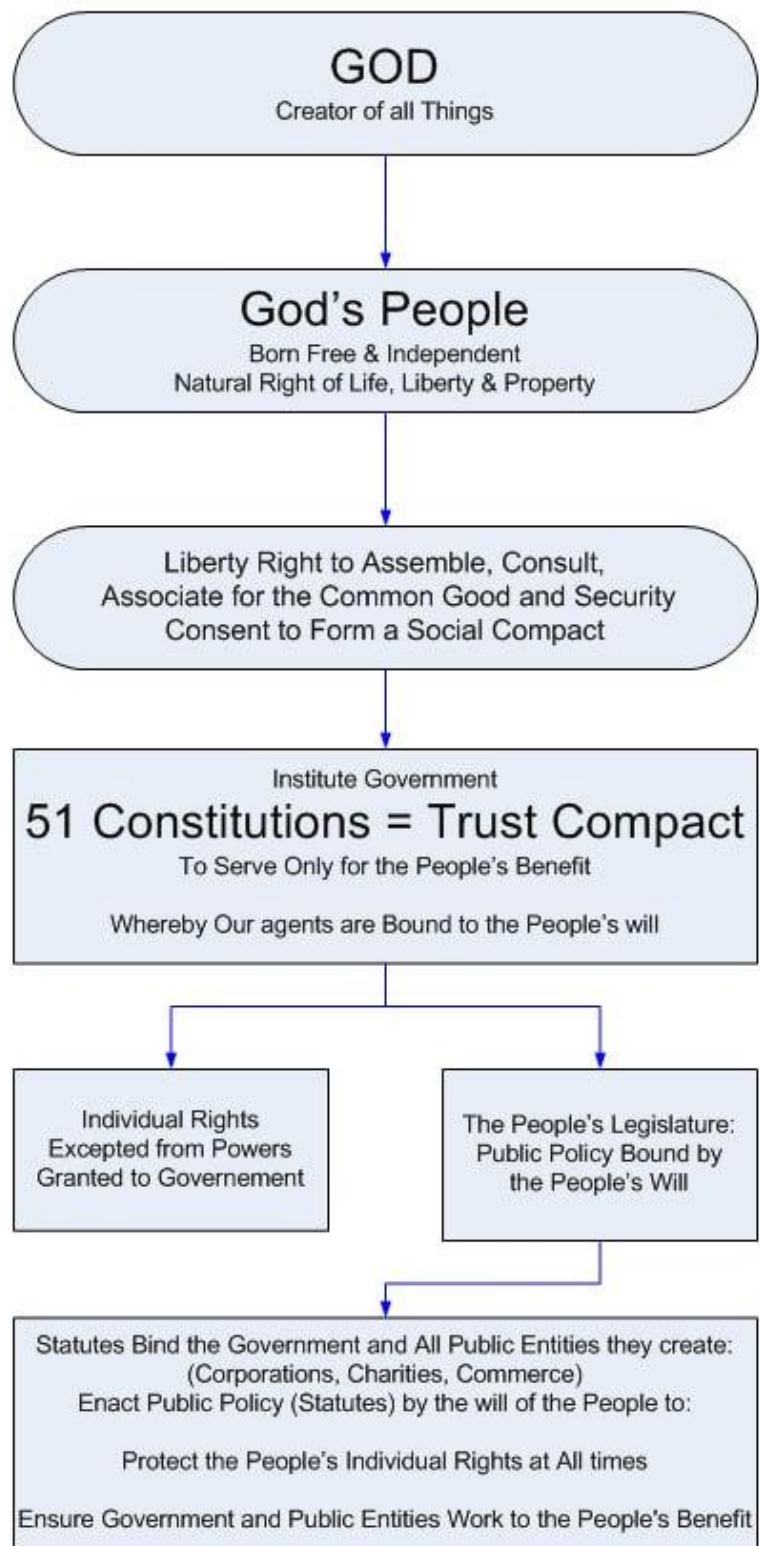 GOD
Creator of all Things
God's People
Born Free & Independent
Natural Right of Life, Liberty & Property
Liberty Right to Assemble, Consult,
Associate for the Common Good and Security
Consent to Form a Social Compact
Institute Government
51 Constitutions = Trust Compact
To Serve Only for the People's Benefit
Whereby Our agents are Bound to the People's will
Individual Rights
Excepted from Powers
Granted to Governement
The People's Legislature:
Public Policy Bound by
the People's Will
Statutes Bind the Government and All Public Entities they create:
(Corporations, Charities, Commerce)
Enact Public Policy (Statutes) by the will of the People to:
Protect the People's Individual Rights at All times
Ensure Government and Public Entities Work to the People's Benefit